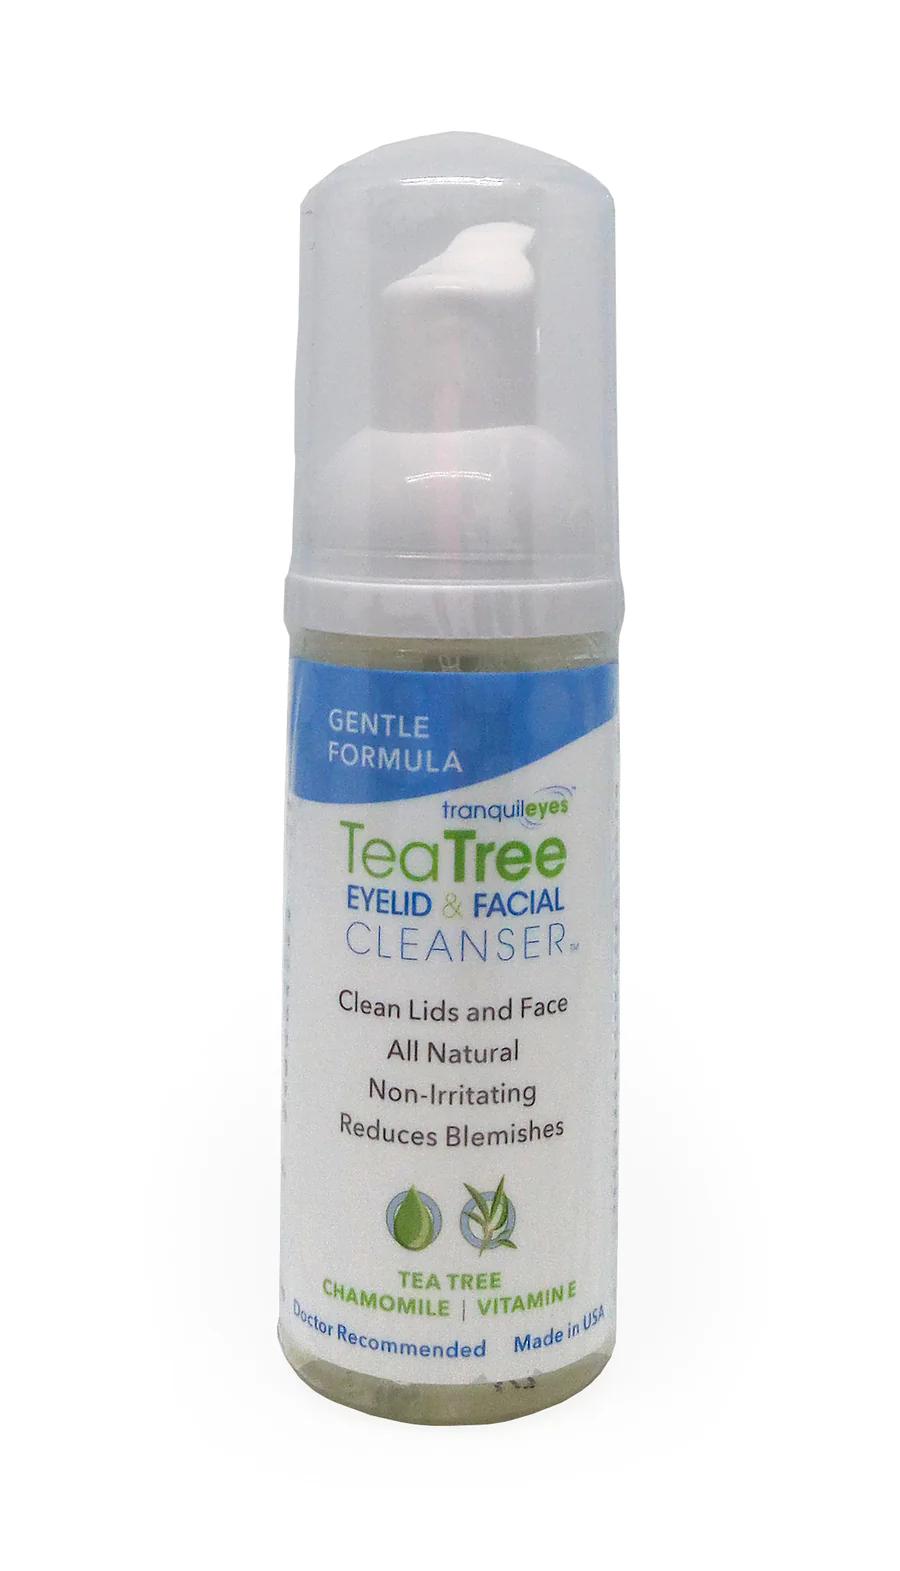 GENTLE
FORMULA
tranquileyes™
TeaTree
EYELID & FACIAL
CLEANSER™
Clean Lids and Face
All Natural
Non-Irritating
Reduces Blemishes
TEA TREE
CHAMOMILE | VITAMIN E
Doctor Recommended Made in USA